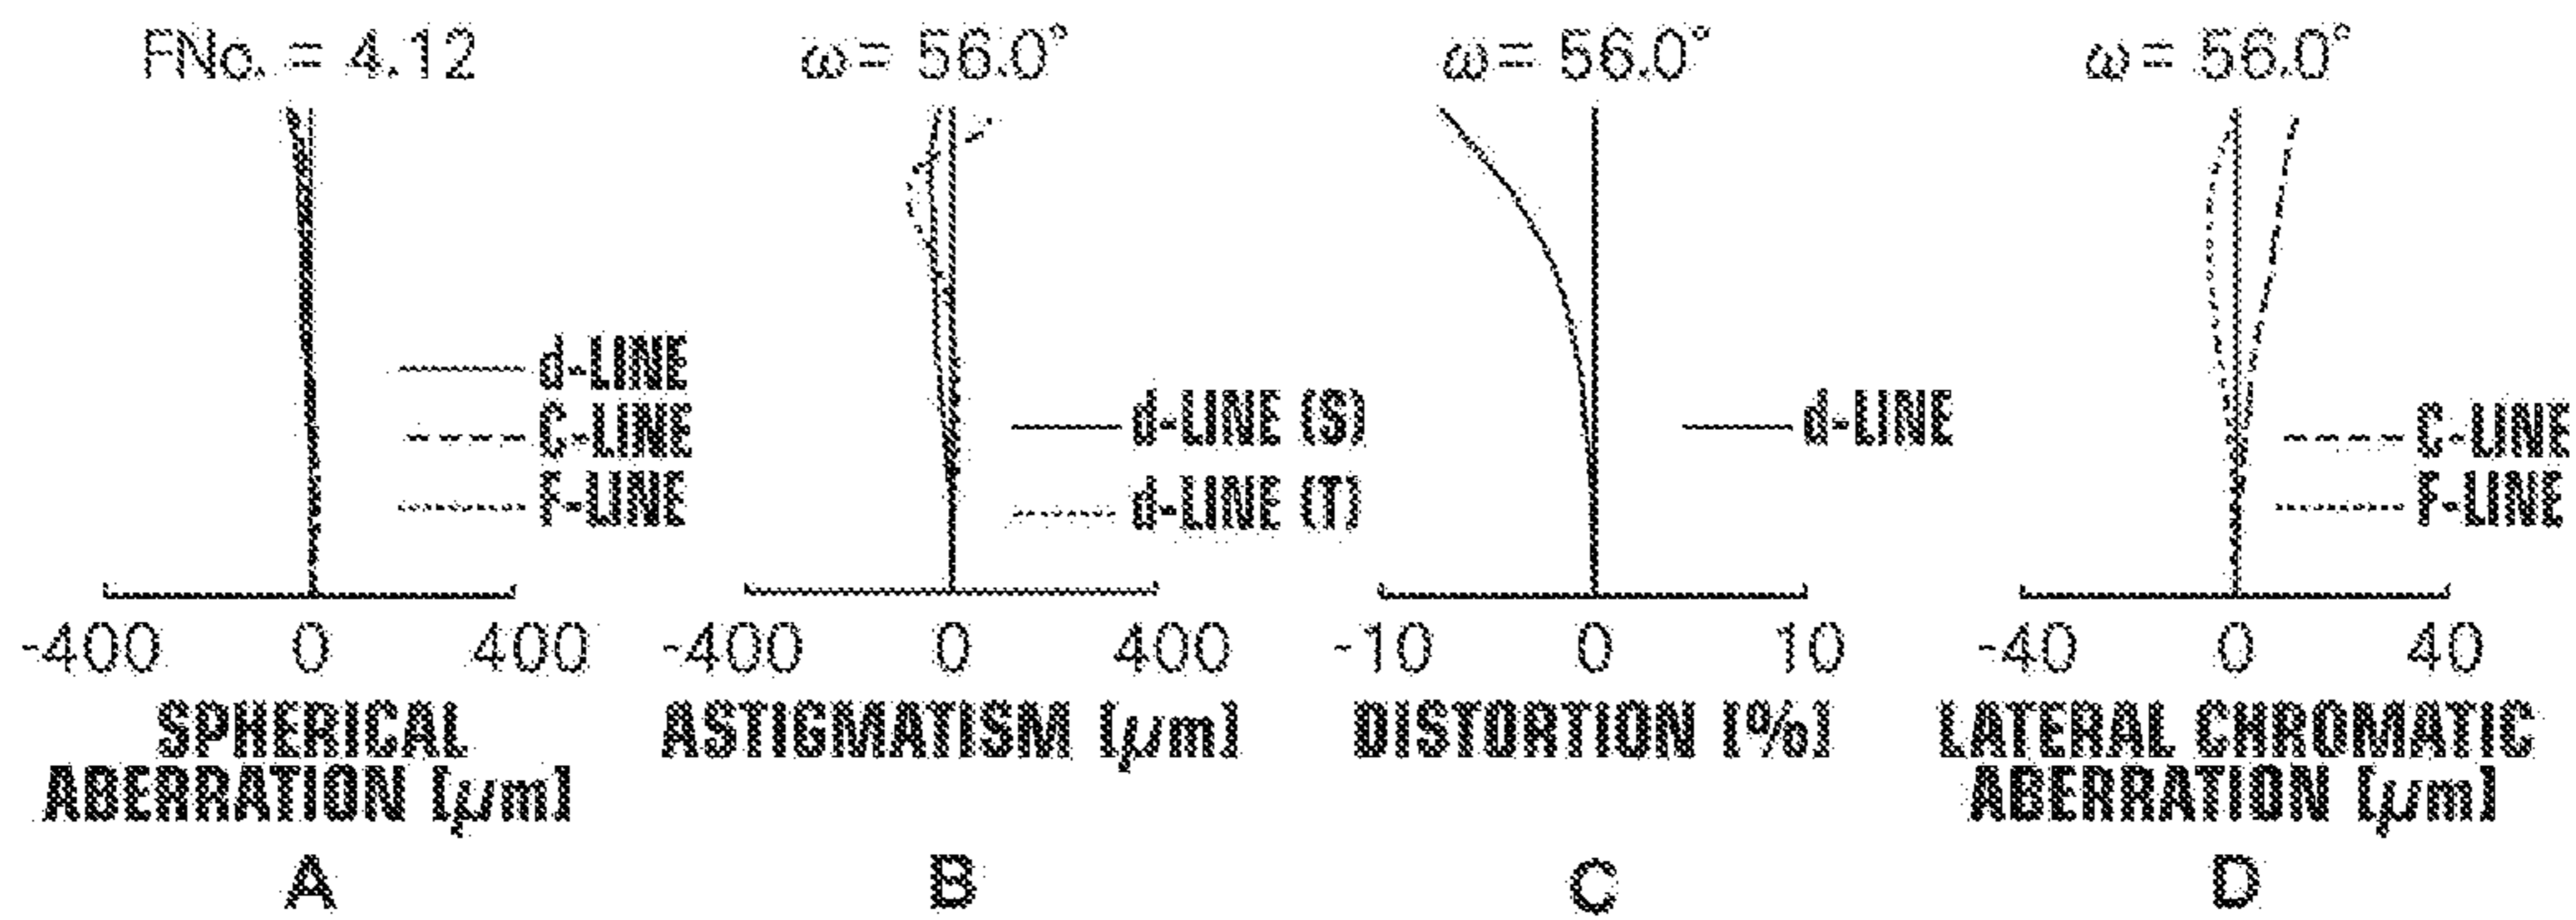 FNo. = 4.12
d-LINE
C-LINE
F-LINE
-400 0 400
SPHERICAL
ABERRATION [μm]
A
ω = 56.0°
d-LINE (S)
d-LINE (T)
-400 0 400
ASTIGMATISM [μm]
B
ω = 56.0°
d-LINE
-10 0 10
DISTORTION [%]
C
ω = 56.0°
C-LINE
F-LINE
-40 0 40
LATERAL CHROMATIC
ABERRATION [μm]
D